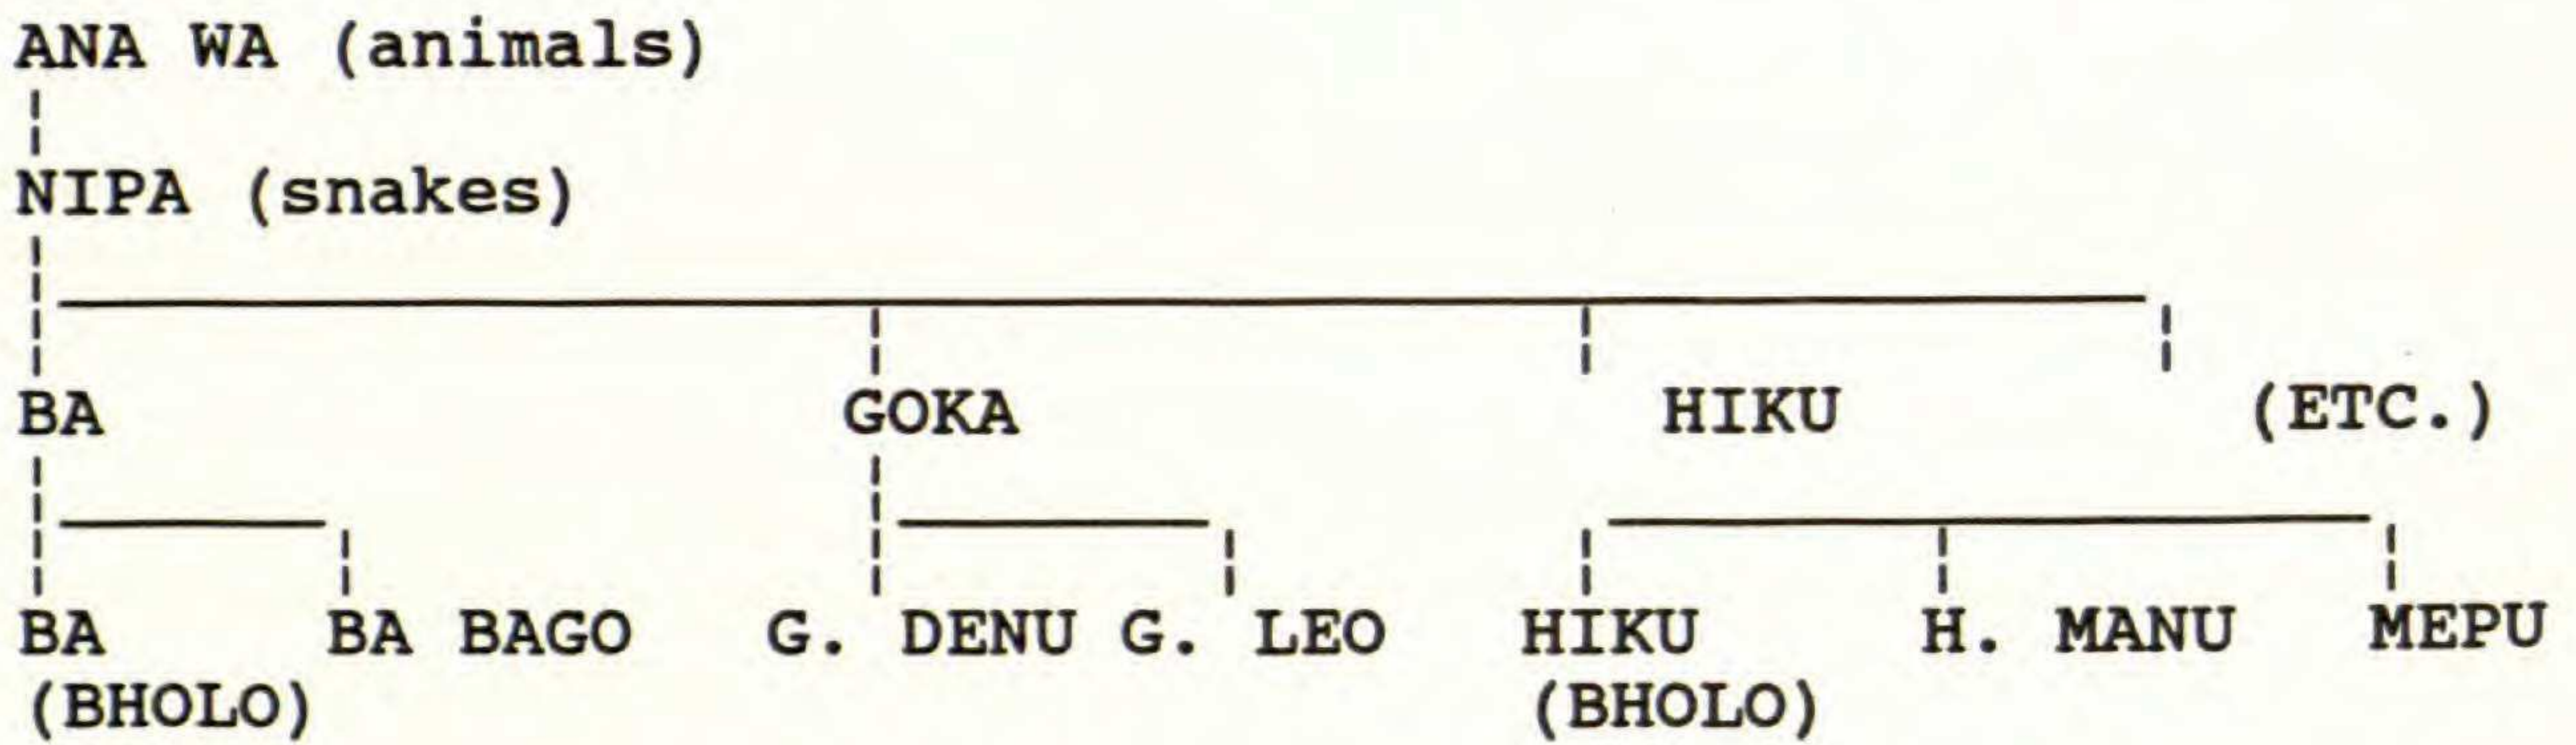 ANA WA (animals)
NIPA (snakes)
BA GOKA HIKU (ETC.)
BA BA BAGO G. DENU G. LEO HIKU H. MANU MEPU
(BHOLO) (BHOLO)